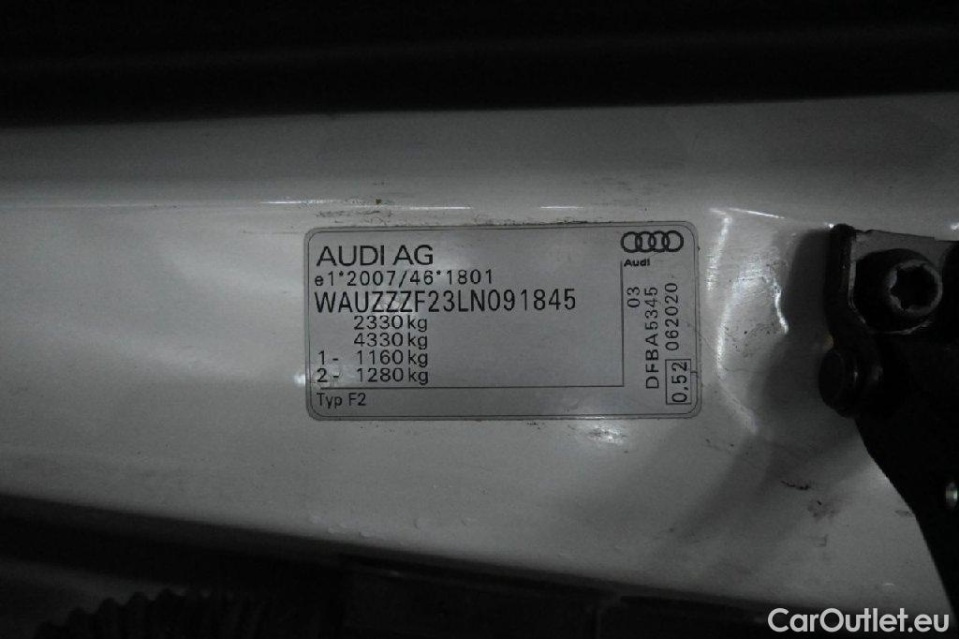 AUDI AG
Audi
e1*2007/46*1801
WAUZZZF23LN091845
2330 kg
4330 kg
1 - 1160 kg
2 - 1280 kg
Typ F2
03
DFBA5345
062020
0,52
CarOutlet.eu